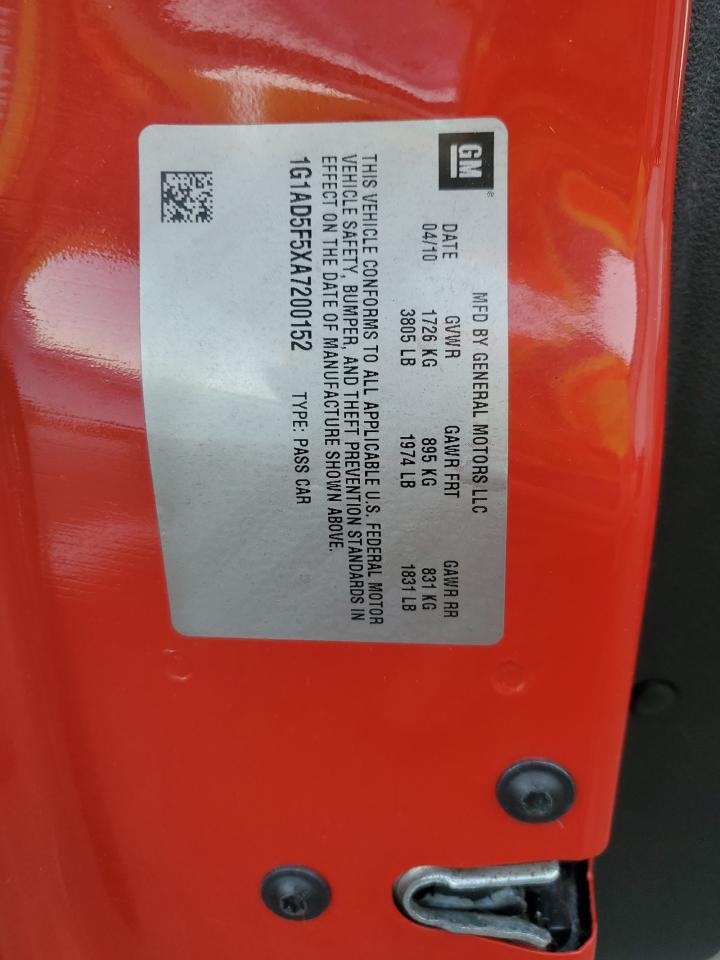 GM®
MFD BY GENERAL MOTORS LLC
DATE GVWR GAWR FRT GAWR RR
04/10 1726 KG 895 KG 831 KG
3805 LB 1974 LB 1831 LB
THIS VEHICLE CONFORMS TO ALL APPLICABLE U.S. FEDERAL MOTOR
VEHICLE SAFETY, BUMPER, AND THEFT PREVENTION STANDARDS IN
EFFECT ON THE DATE OF MANUFACTURE SHOWN ABOVE.
1G1AD5F5XA7200152 TYPE: PASS CAR